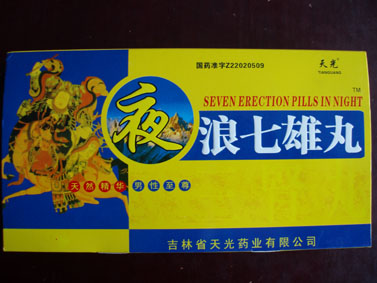 国药准字Z22020509
天光
TIANGUANG
TM
SEVEN ERECTION PILLS IN NIGHT
夜浪七雄丸
天然精华 男性至尊
吉林省天光药业有限公司